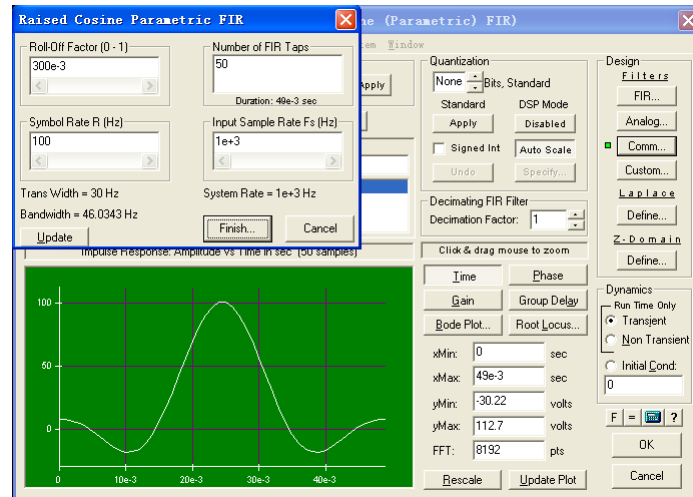 Raised Cosine Parametric FIR
ne (Parametric FIR)
Roll-Off Factor (0 - 1)
300e-3
Number of FIR Taps
50
Duration: 49e-3 sec
Symbol Rate R (Hz)
100
Input Sample Rate Fs (Hz)
1e+3
Trans Width = 30 Hz
System Rate = 1e+3 Hz
Bandwidth = 46.0343 Hz
Update
Finish...
Cancel
Window
Apply
Quantization
None
Bits, Standard
Standard
DSP Mode
Apply
Disabled
Signed Int
Auto Scale
Undo
Specify...
Decimating FIR Filter
Decimation Factor:
1
Click & drag mouse to zoom
Time
Phase
Gain
Group Delay
Bode Plot...
Root Locus...
xMin:
0
sec
xMax:
49e-3
sec
yMin:
-30.22
volts
yMax:
112.7
volts
FFT:
8192
pts
Rescale
Update Plot
Design
Filters
FIR...
Analog...
Comm...
Custom...
Laplace
Define...
Z-Domain
Define...
Dynamics
Run Time Only
Transient
Non Transient
Initial Cond:
0
F
=
?
OK
Cancel
Impulse Response: Amplitude vs Time in sec (50 samples)
100
50
0
0
10e-3
20e-3
30e-3
40e-3